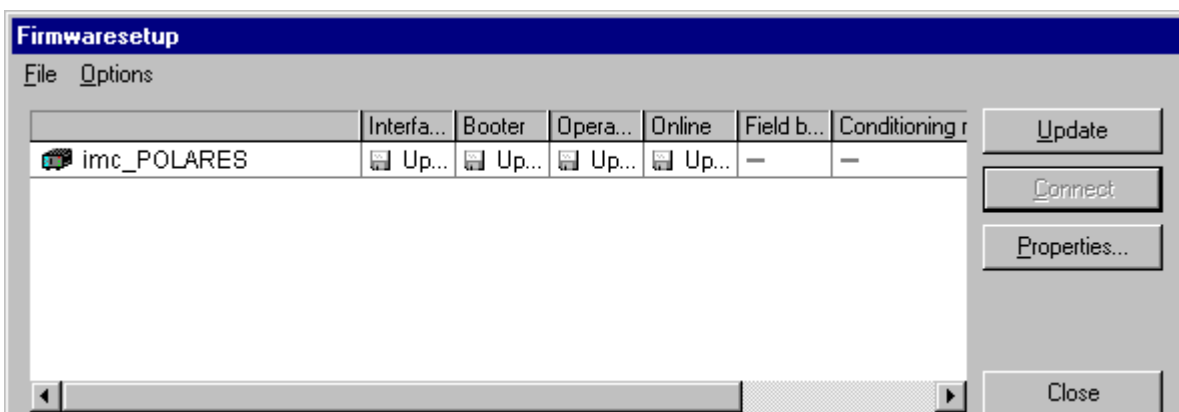 Firmwaresetup
File Options
Interfa... Booter Opera... Online Field b... Conditioning r
imc_POLARES Up... Up... Up... Up...
Update
Connect
Properties...
Close